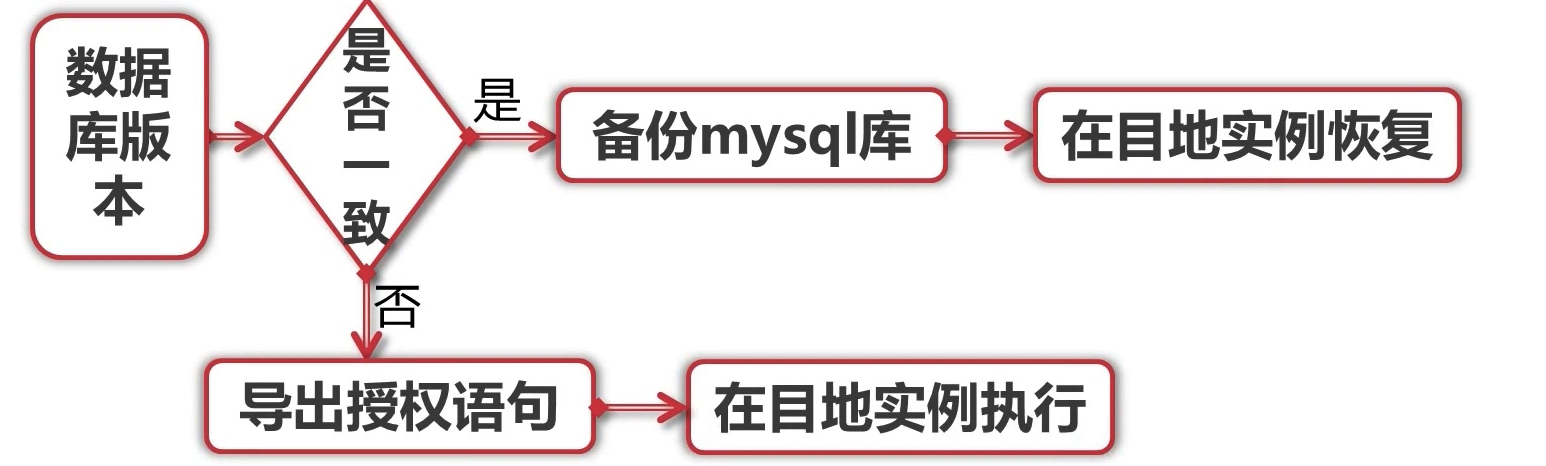 数据
库版
本
是
否
一
致
是
备份mysql库
在目地实例恢复
否
导出授权语句
在目地实例执行